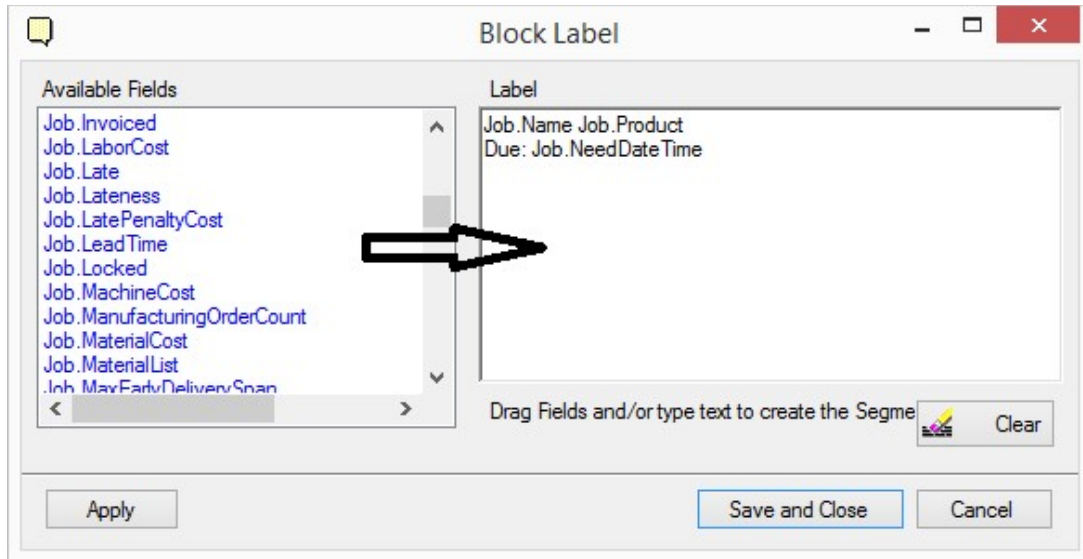 Block Label
Available Fields
Job.Invoiced
Job.LaborCost
Job.Late
Job.Lateness
Job.LatePenaltyCost
Job.LeadTime
Job.Locked
Job.MachineCost
Job.ManufacturingOrderCount
Job.MaterialCost
Job.MaterialList
Job.MaxEarlyDeliverySpan
Label
Job.Name Job.Product
Due: Job.NeedDateTime
Drag Fields and/or type text to create the Segme
Clear
Apply
Save and Close
Cancel